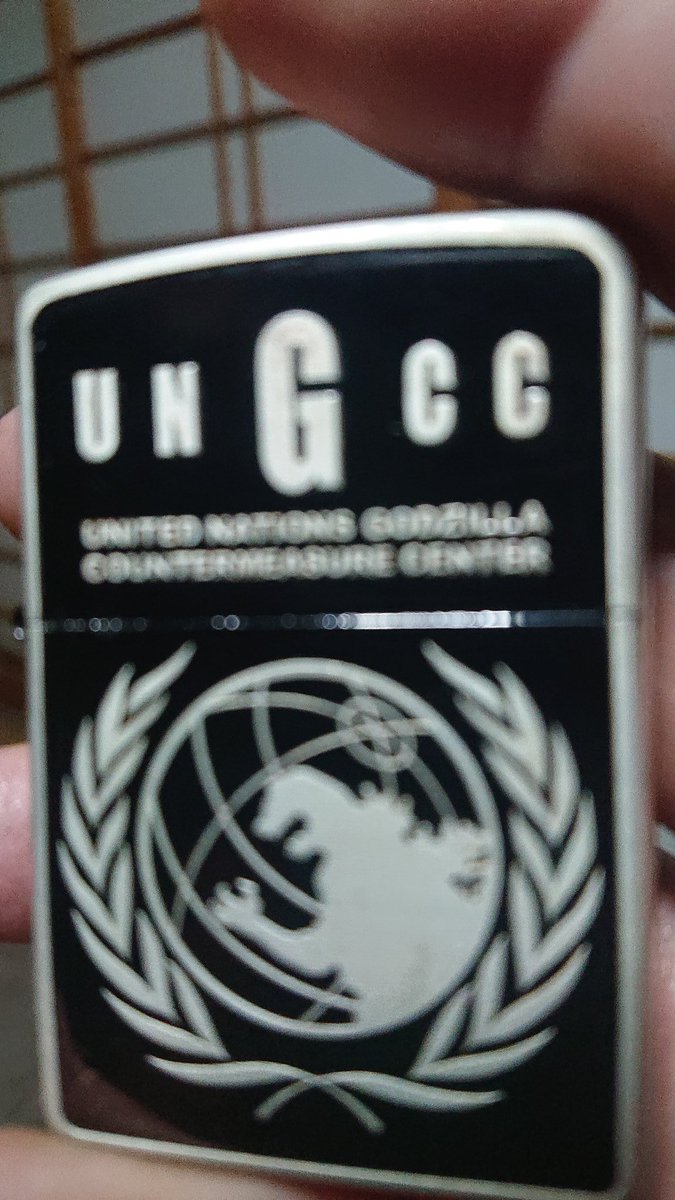 UNGCC
UNITED NATIONS GODZILLA
COUNTERMEASURE CENTER